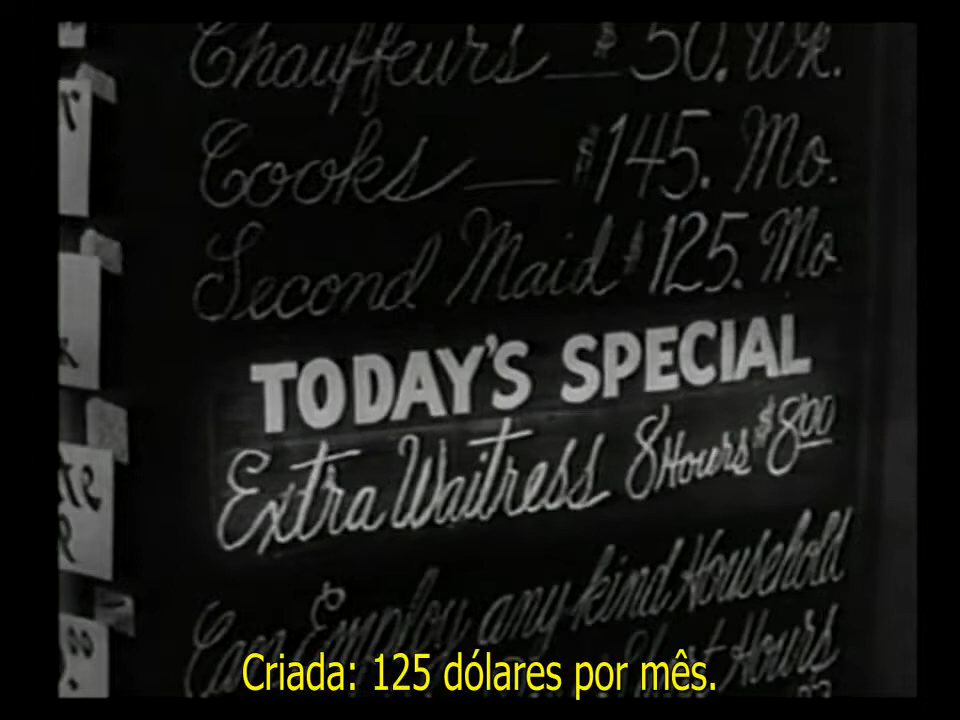 Chauffeurs — $50. Wk.
Cooks — $145. Mo.
Second Maid $125. Mo.
TODAY'S SPECIAL
Extra Waitress 8 Hours $8.00
Can Employ any kind Household
Short Hours
Criada: 125 dólares por mês.